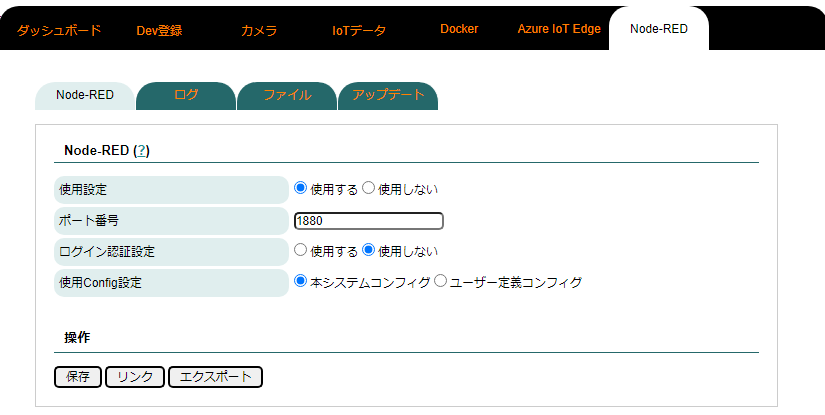 ダッシュボード Dev登録 カメラ IoTデータ Docker Azure IoT Edge Node-RED
Node-RED ログ ファイル アップデート
Node-RED (?)
使用設定 使用する 使用しない
ポート番号 1880
ログイン認証設定 使用する 使用しない
使用Config設定 本システムコンフィグ ユーザー定義コンフィグ
操作
保存 リンク エクスポート